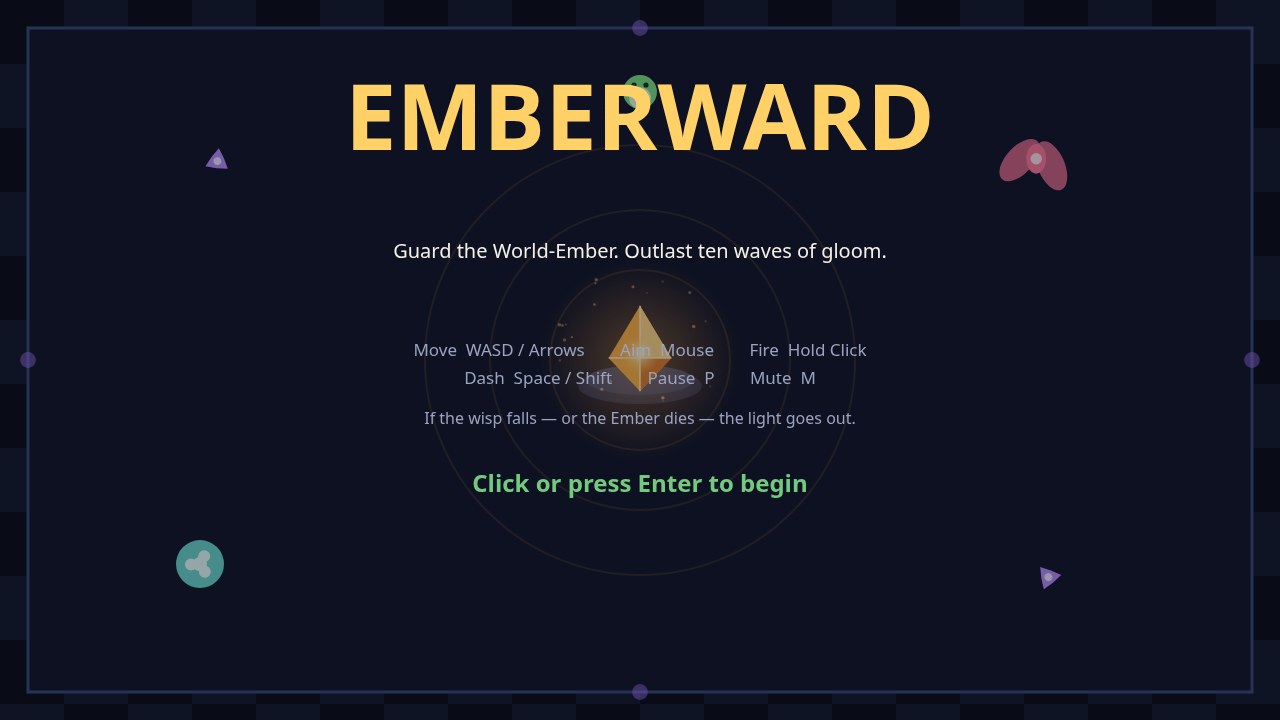 EMBERWARD
Guard the World-Ember. Outlast ten waves of gloom.
Move WASD / Arrows Aim Mouse Fire Hold Click
Dash Space / Shift Pause P Mute M
If the wisp falls — or the Ember dies — the light goes out.
Click or press Enter to begin